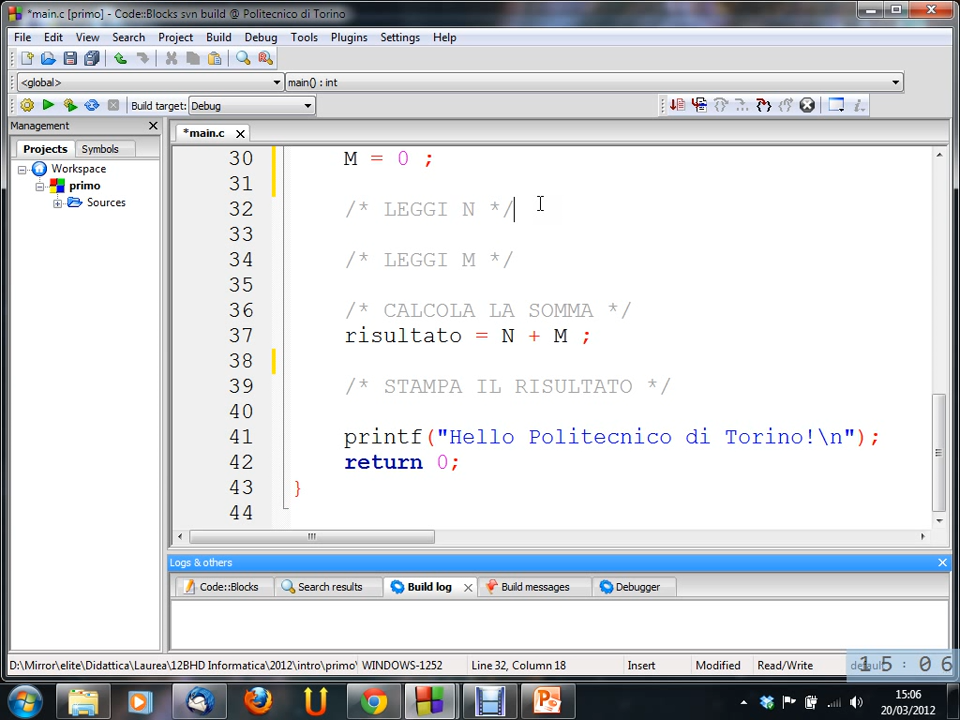 *main.c [primo] - Code::Blocks svn build @ Politecnico di Torino
File Edit View Search Project Build Debug Tools Plugins Settings Help
<global> main() : int
Build target: Debug
Management
Projects Symbols
Workspace
primo
Sources
*main.c
30 M = 0 ;
31
32 /* LEGGI N */
33
34 /* LEGGI M */
35
36 /* CALCOLA LA SOMMA */
37 risultato = N + M ;
38
39 /* STAMPA IL RISULTATO */
40
41 printf("Hello Politecnico di Torino!\n");
42 return 0;
43 }
44
Logs & others
Code::Blocks Search results Build log Build messages Debugger
D:\Mirror\elite\Didattica\Laurea\12BHD Informatica\2012\intro\primo\ WINDOWS-1252 Line 32, Column 18 Insert Modified Read/Write default
15:06
15:06
20/03/2012